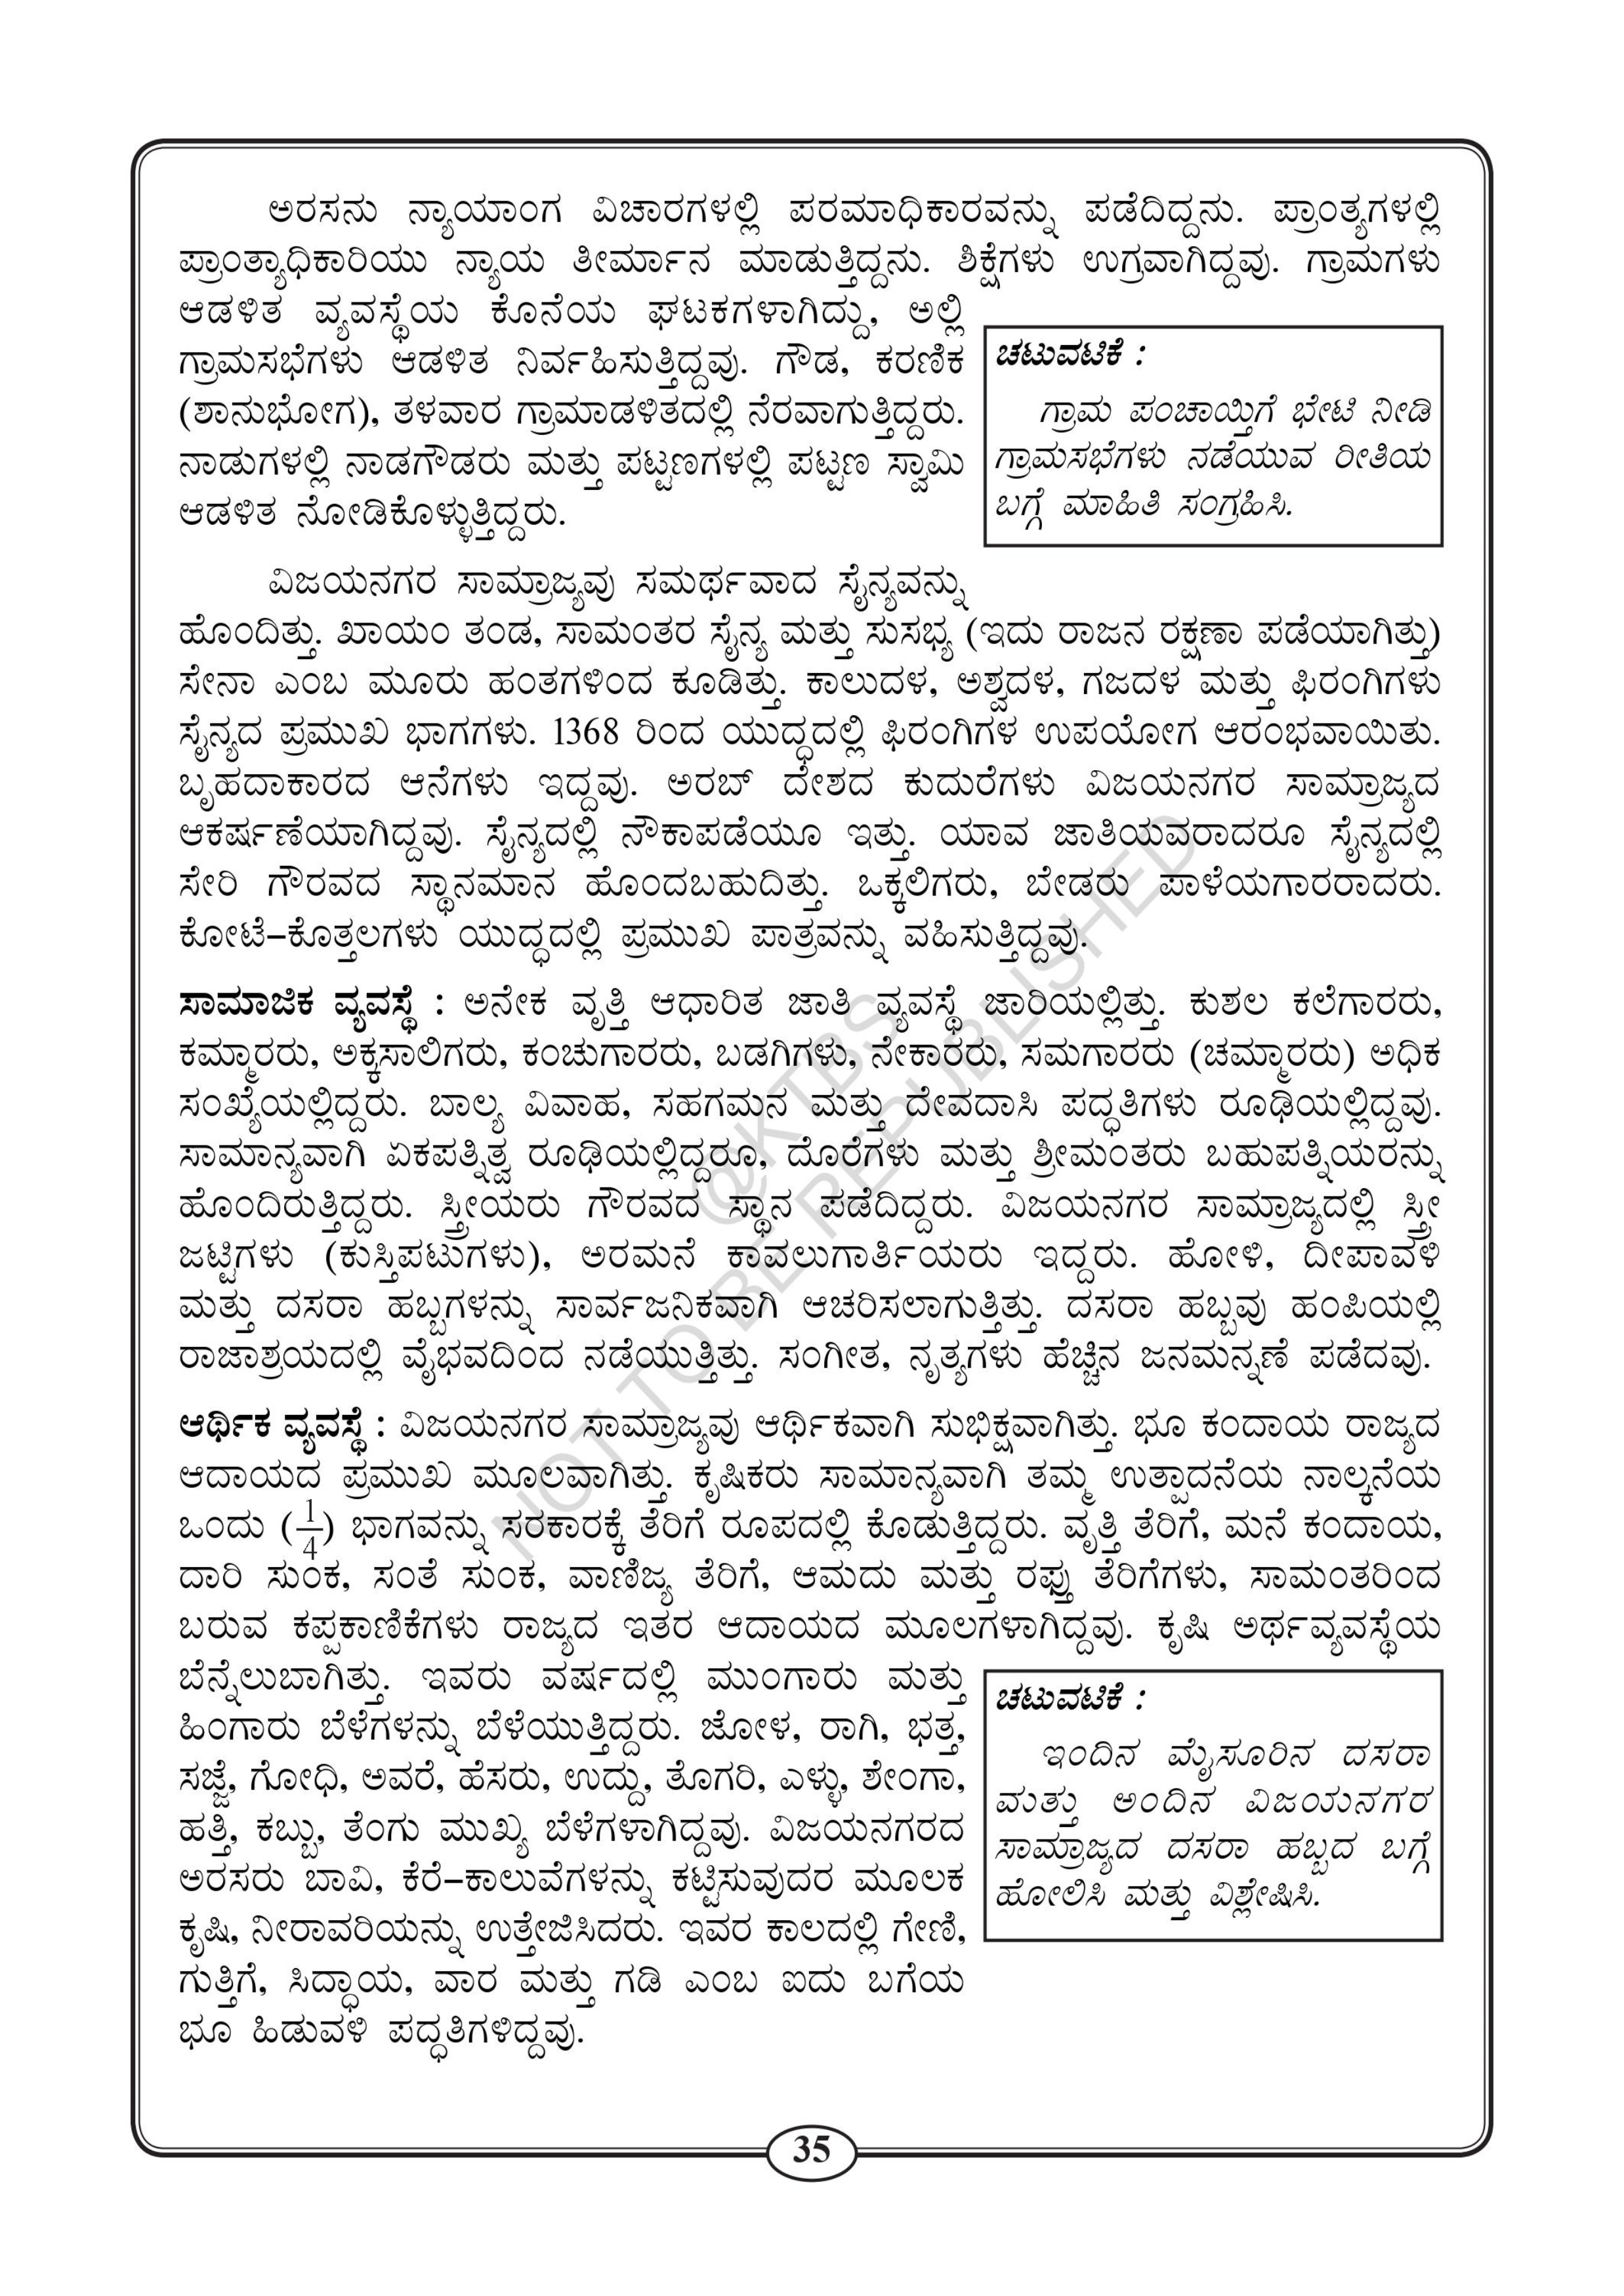 ಅರಸನು ನ್ಯಾಯಾಂಗ ವಿಚಾರಗಳಲ್ಲಿ ಪರಮಾಧಿಕಾರವನ್ನು ಪಡೆದಿದ್ದನು. ಪ್ರಾಂತ್ಯಗಳಲ್ಲಿ
ಪ್ರಾಂತ್ಯಾಧಿಕಾರಿಯು ನ್ಯಾಯ ತೀರ್ಮಾನ ಮಾಡುತ್ತಿದ್ದನು. ಶಿಕ್ಷೆಗಳು ಉಗ್ರವಾಗಿದ್ದವು. ಗ್ರಾಮಗಳು
ಆಡಳಿತ ವ್ಯವಸ್ಥೆಯ ಕೊನೆಯ ಘಟಕಗಳಾಗಿದ್ದು, ಅಲ್ಲಿ
ಗ್ರಾಮಸಭೆಗಳು ಆಡಳಿತ ನಿರ್ವಹಿಸುತ್ತಿದ್ದವು. ಗೌಡ, ಕರಣಿಕ
(ಶಾನುಭೋಗ), ತಳವಾರ ಗ್ರಾಮಾಡಳಿತದಲ್ಲಿ ನೆರವಾಗುತ್ತಿದ್ದರು.
ನಾಡುಗಳಲ್ಲಿ ನಾಡಗೌಡರು ಮತ್ತು ಪಟ್ಟಣಗಳಲ್ಲಿ ಪಟ್ಟಣ ಸ್ವಾಮಿ
ಆಡಳಿತ ನೋಡಿಕೊಳ್ಳುತ್ತಿದ್ದರು.
ಚಟುವಟಿಕೆ :
ಗ್ರಾಮ ಪಂಚಾಯ್ತಿಗೆ ಭೇಟಿ ನೀಡಿ
ಗ್ರಾಮಸಭೆಗಳು ನಡೆಯುವ ರೀತಿಯ
ಬಗ್ಗೆ ಮಾಹಿತಿ ಸಂಗ್ರಹಿಸಿ.
ವಿಜಯನಗರ ಸಾಮ್ರಾಜ್ಯವು ಸಮರ್ಥವಾದ ಸೈನ್ಯವನ್ನು
ಹೊಂದಿತ್ತು. ಖಾಯಂ ತಂಡ, ಸಾಮಂತರ ಸೈನ್ಯ ಮತ್ತು ಸುಸಭ್ಯ (ಇದು ರಾಜನ ರಕ್ಷಣಾ ಪಡೆಯಾಗಿತ್ತು)
ಸೇನಾ ಎಂಬ ಮೂರು ಹಂತಗಳಿಂದ ಕೂಡಿತ್ತು. ಕಾಲುದಳ, ಅಶ್ವದಳ, ಗಜದಳ ಮತ್ತು ಫಿರಂಗಿಗಳು
ಸೈನ್ಯದ ಪ್ರಮುಖ ಭಾಗಗಳು. 1368 ರಿಂದ ಯುದ್ಧದಲ್ಲಿ ಫಿರಂಗಿಗಳ ಉಪಯೋಗ ಆರಂಭವಾಯಿತು.
ಬೃಹದಾಕಾರದ ಆನೆಗಳು ಇದ್ದವು. ಅರಬ್ ದೇಶದ ಕುದುರೆಗಳು ವಿಜಯನಗರ ಸಾಮ್ರಾಜ್ಯದ
ಆಕರ್ಷಣೆಯಾಗಿದ್ದವು. ಸೈನ್ಯದಲ್ಲಿ ನೌಕಾಪಡೆಯೂ ಇತ್ತು. ಯಾವ ಜಾತಿಯವರಾದರೂ ಸೈನ್ಯದಲ್ಲಿ
ಸೇರಿ ಗೌರವದ ಸ್ಥಾನಮಾನ ಹೊಂದಬಹುದಿತ್ತು. ಒಕ್ಕಲಿಗರು, ಬೇಡರು ಪಾಳೆಯಗಾರರಾದರು.
ಕೋಟೆ–ಕೊತ್ತಲಗಳು ಯುದ್ಧದಲ್ಲಿ ಪ್ರಮುಖ ಪಾತ್ರವನ್ನು ವಹಿಸುತ್ತಿದ್ದವು.
ಸಾಮಾಜಿಕ ವ್ಯವಸ್ಥೆ : ಅನೇಕ ವೃತ್ತಿ ಆಧಾರಿತ ಜಾತಿ ವ್ಯವಸ್ಥೆ ಜಾರಿಯಲ್ಲಿತ್ತು. ಕುಶಲ ಕಲೆಗಾರರು,
ಕಮ್ಮಾರರು, ಅಕ್ಕಸಾಲಿಗರು, ಕಂಚುಗಾರರು, ಬಡಗಿಗಳು, ನೇಕಾರರು, ಸಮಗಾರರು (ಚಮ್ಮಾರರು) ಅಧಿಕ
ಸಂಖ್ಯೆಯಲ್ಲಿದ್ದರು. ಬಾಲ್ಯ ವಿವಾಹ, ಸಹಗಮನ ಮತ್ತು ದೇವದಾಸಿ ಪದ್ಧತಿಗಳು ರೂಢಿಯಲ್ಲಿದ್ದವು.
ಸಾಮಾನ್ಯವಾಗಿ ಏಕಪತ್ನಿತ್ವ ರೂಢಿಯಲ್ಲಿದ್ದರೂ, ದೊರೆಗಳು ಮತ್ತು ಶ್ರೀಮಂತರು ಬಹುಪತ್ನಿಯರನ್ನು
ಹೊಂದಿರುತ್ತಿದ್ದರು. ಸ್ತ್ರೀಯರು ಗೌರವದ ಸ್ಥಾನ ಪಡೆದಿದ್ದರು. ವಿಜಯನಗರ ಸಾಮ್ರಾಜ್ಯದಲ್ಲಿ ಸ್ತ್ರೀ
ಜಟ್ಟಿಗಳು (ಕುಸ್ತಿಪಟುಗಳು), ಅರಮನೆ ಕಾವಲುಗಾರ್ತಿಯರು ಇದ್ದರು. ಹೋಳಿ, ದೀಪಾವಳಿ
ಮತ್ತು ದಸರಾ ಹಬ್ಬಗಳನ್ನು ಸಾರ್ವಜನಿಕವಾಗಿ ಆಚರಿಸಲಾಗುತ್ತಿತ್ತು. ದಸರಾ ಹಬ್ಬವು ಹಂಪಿಯಲ್ಲಿ
ರಾಜಾಶ್ರಯದಲ್ಲಿ ವೈಭವದಿಂದ ನಡೆಯುತ್ತಿತ್ತು. ಸಂಗೀತ, ನೃತ್ಯಗಳು ಹೆಚ್ಚಿನ ಜನಮನ್ನಣೆ ಪಡೆದವು.
ಆರ್ಥಿಕ ವ್ಯವಸ್ಥೆ : ವಿಜಯನಗರ ಸಾಮ್ರಾಜ್ಯವು ಆರ್ಥಿಕವಾಗಿ ಸುಭಿಕ್ಷವಾಗಿತ್ತು. ಭೂ ಕಂದಾಯ ರಾಜ್ಯದ
ಆದಾಯದ ಪ್ರಮುಖ ಮೂಲವಾಗಿತ್ತು. ಕೃಷಿಕರು ಸಾಮಾನ್ಯವಾಗಿ ತಮ್ಮ ಉತ್ಪಾದನೆಯ ನಾಲ್ಕನೆಯ
ಒಂದು (1/4) ಭಾಗವನ್ನು ಸರಕಾರಕ್ಕೆ ತೆರಿಗೆ ರೂಪದಲ್ಲಿ ಕೊಡುತ್ತಿದ್ದರು. ವೃತ್ತಿ ತೆರಿಗೆ, ಮನೆ ಕಂದಾಯ,
ದಾರಿ ಸುಂಕ, ಸಂತೆ ಸುಂಕ, ವಾಣಿಜ್ಯ ತೆರಿಗೆ, ಆಮದು ಮತ್ತು ರಫ್ತು ತೆರಿಗೆಗಳು, ಸಾಮಂತರಿಂದ
ಬರುವ ಕಪ್ಪಕಾಣಿಕೆಗಳು ರಾಜ್ಯದ ಇತರ ಆದಾಯದ ಮೂಲಗಳಾಗಿದ್ದವು. ಕೃಷಿ ಅರ್ಥವ್ಯವಸ್ಥೆಯ
ಬೆನ್ನೆಲುಬಾಗಿತ್ತು. ಇವರು ವರ್ಷದಲ್ಲಿ ಮುಂಗಾರು ಮತ್ತು
ಹಿಂಗಾರು ಬೆಳೆಗಳನ್ನು ಬೆಳೆಯುತ್ತಿದ್ದರು. ಜೋಳ, ರಾಗಿ, ಭತ್ತ,
ಸಜ್ಜೆ, ಗೋಧಿ, ಅವರೆ, ಹೆಸರು, ಉದ್ದು, ತೊಗರಿ, ಎಳ್ಳು, ಶೇಂಗಾ,
ಹತ್ತಿ, ಕಬ್ಬು, ತೆಂಗು ಮುಖ್ಯ ಬೆಳೆಗಳಾಗಿದ್ದವು. ವಿಜಯನಗರದ
ಅರಸರು ಬಾವಿ, ಕೆರೆ–ಕಾಲುವೆಗಳನ್ನು ಕಟ್ಟಿಸುವುದರ ಮೂಲಕ
ಕೃಷಿ, ನೀರಾವರಿಯನ್ನು ಉತ್ತೇಜಿಸಿದರು. ಇವರ ಕಾಲದಲ್ಲಿ ಗೇಣಿ,
ಗುತ್ತಿಗೆ, ಸಿದ್ಧಾಯ, ವಾರ ಮತ್ತು ಗಡಿ ಎಂಬ ಐದು ಬಗೆಯ
ಭೂ ಹಿಡುವಳಿ ಪದ್ಧತಿಗಳಿದ್ದವು.
ಚಟುವಟಿಕೆ :
ಇಂದಿನ ಮೈಸೂರಿನ ದಸರಾ
ಮತ್ತು ಅಂದಿನ ವಿಜಯನಗರ
ಸಾಮ್ರಾಜ್ಯದ ದಸರಾ ಹಬ್ಬದ ಬಗ್ಗೆ
ಹೋಲಿಸಿ ಮತ್ತು ವಿಶ್ಲೇಷಿಸಿ.
@KTBS
NOT TO BE REPUBLISHED
35